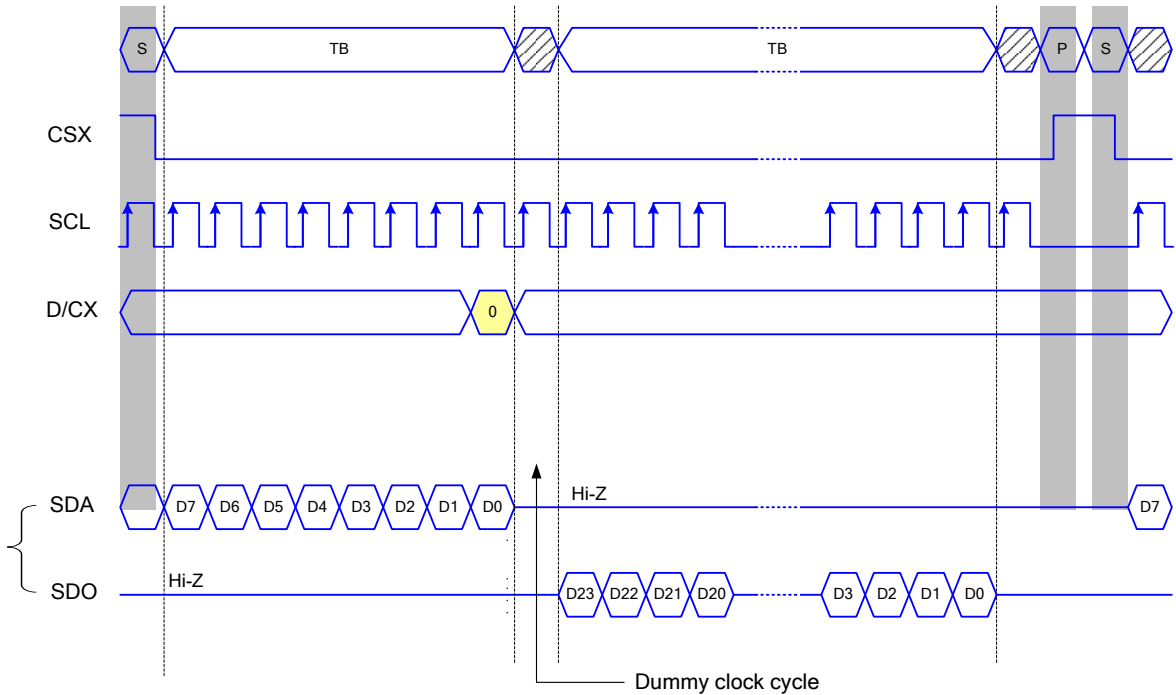 S TB TB P S
CSX
SCL
D/CX 0
SDA D7 D6 D5 D4 D3 D2 D1 D0 Hi-Z D7
SDO Hi-Z D23 D22 D21 D20 D3 D2 D1 D0
Dummy clock cycle